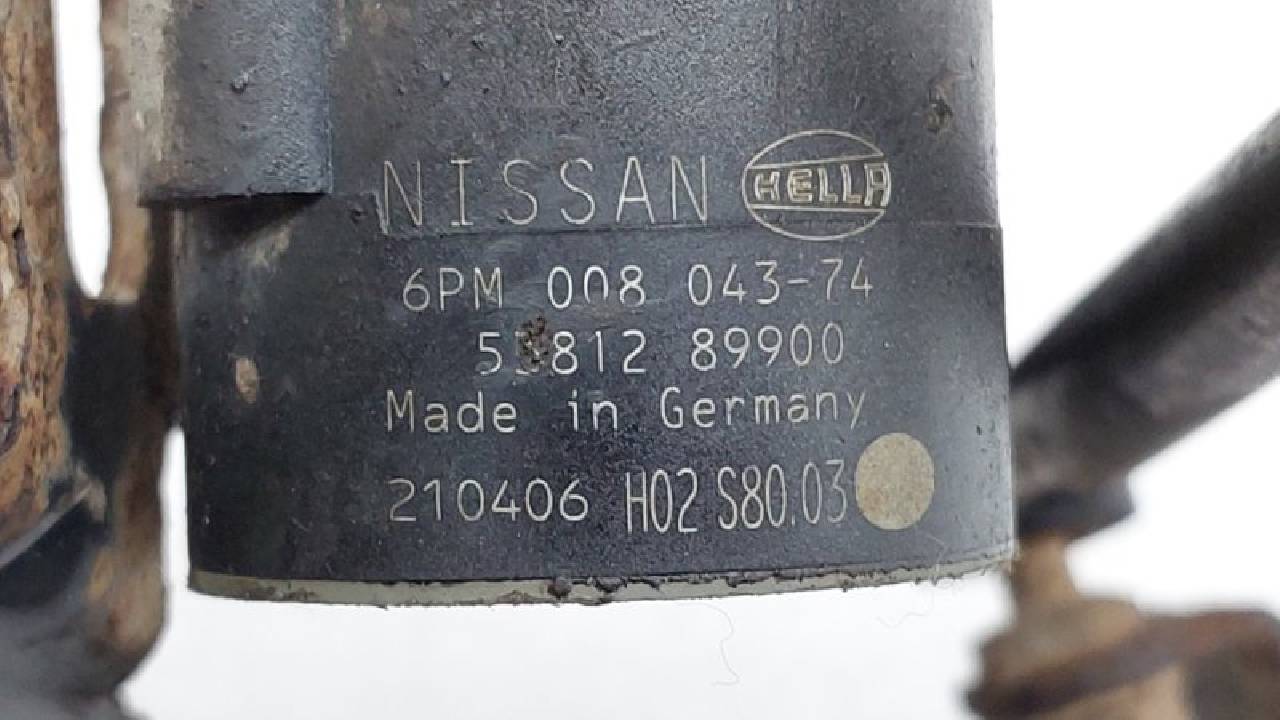 NISSAN HELLA
6PM 008 043-74
89900
Made in Germany
210406 H02 S80.03